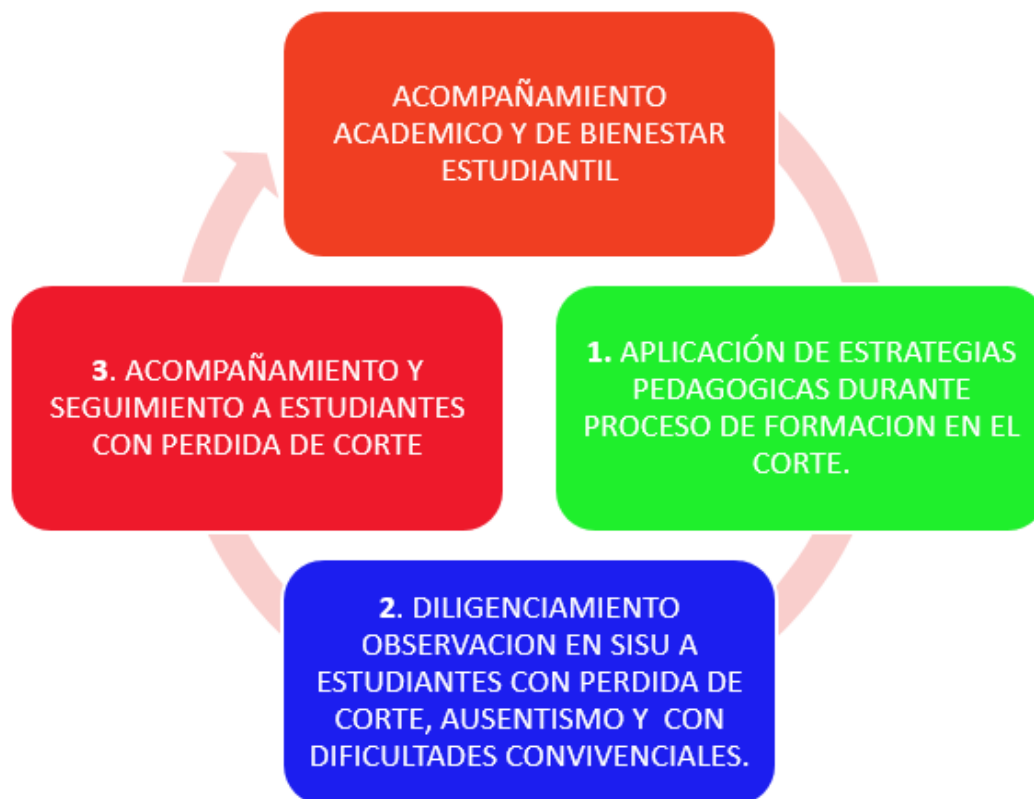 ACOMPAÑAMIENTO
ACADEMICO Y DE BIENESTAR
ESTUDIANTIL
1. APLICACIÓN DE ESTRATEGIAS
PEDAGOGICAS DURANTE
PROCESO DE FORMACION EN EL
CORTE.
2. DILIGENCIAMIENTO
OBSERVACION EN SISU A
ESTUDIANTES CON PERDIDA DE
CORTE, AUSENTISMO Y CON
DIFICULTADES CONVIVENCIALES.
3. ACOMPAÑAMIENTO Y
SEGUIMIENTO A ESTUDIANTES
CON PERDIDA DE CORTE